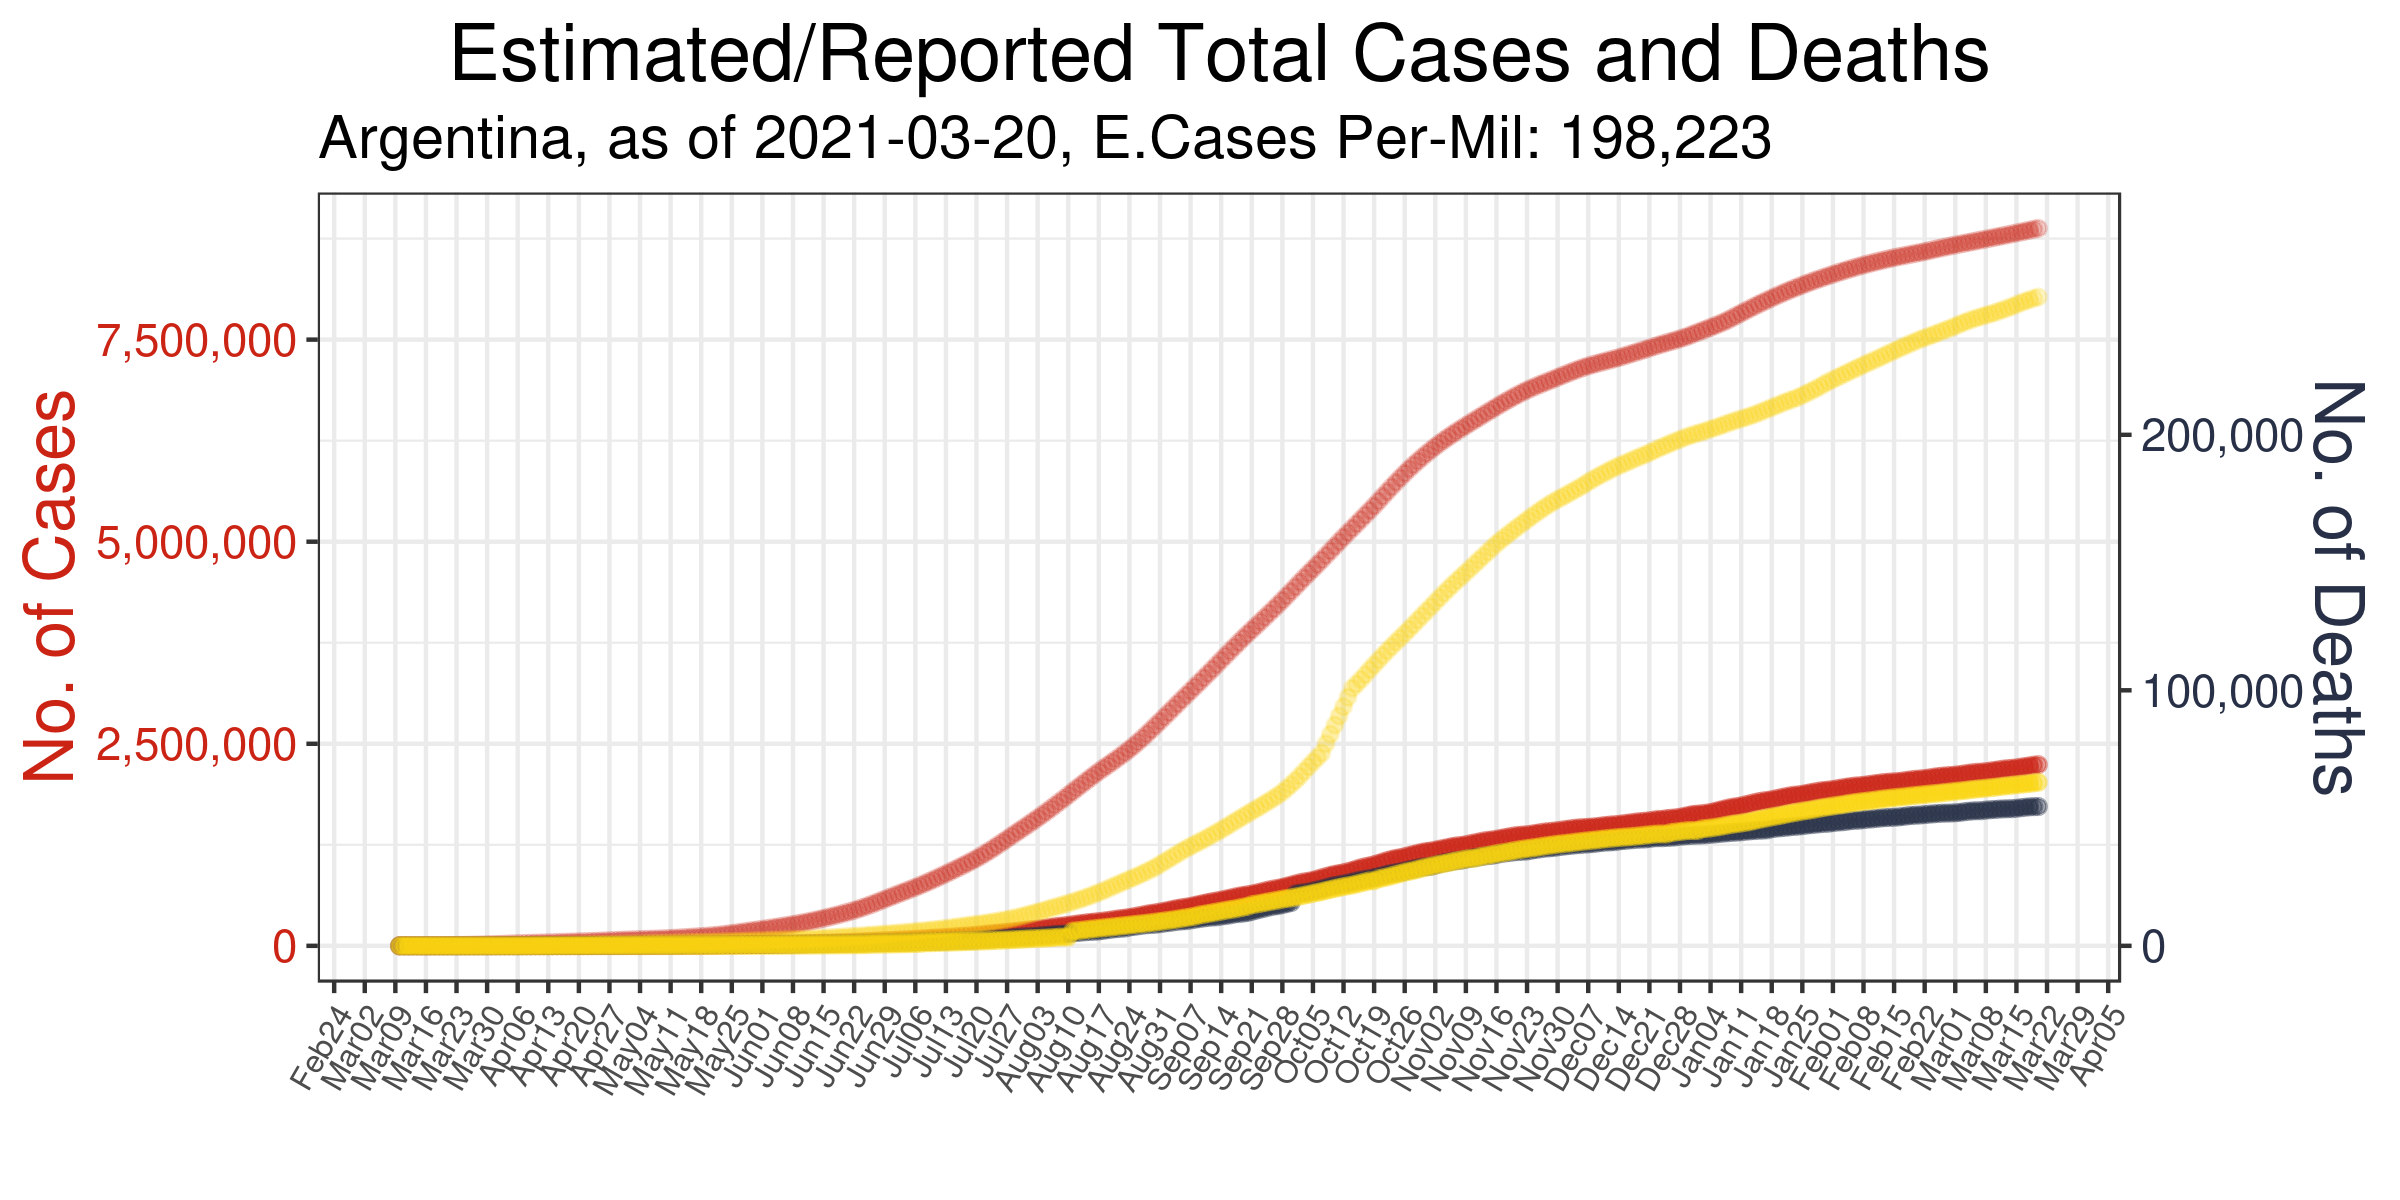 Estimated/Reported Total Cases and Deaths
Argentina, as of 2021-03-20, E.Cases Per-Mil: 198,223
No. of Cases
7,500,000
5,000,000
2,500,000
0
200,000
100,000
0
No. of Deaths
Feb24
Mar02
Mar09
Mar16
Mar23
Mar30
Apr06
Apr13
Apr20
Apr27
May04
May11
May18
May25
Jun01
Jun08
Jun15
Jun22
Jun29
Jul06
Jul13
Jul20
Jul27
Aug03
Aug10
Aug17
Aug24
Aug31
Sep07
Sep14
Sep21
Sep28
Oct05
Oct12
Oct19
Oct26
Nov02
Nov09
Nov16
Nov23
Nov30
Dec07
Dec14
Dec21
Dec28
Jan04
Jan11
Jan18
Jan25
Feb01
Feb08
Feb15
Feb22
Mar01
Mar08
Mar15
Mar22
Mar29
Apr05